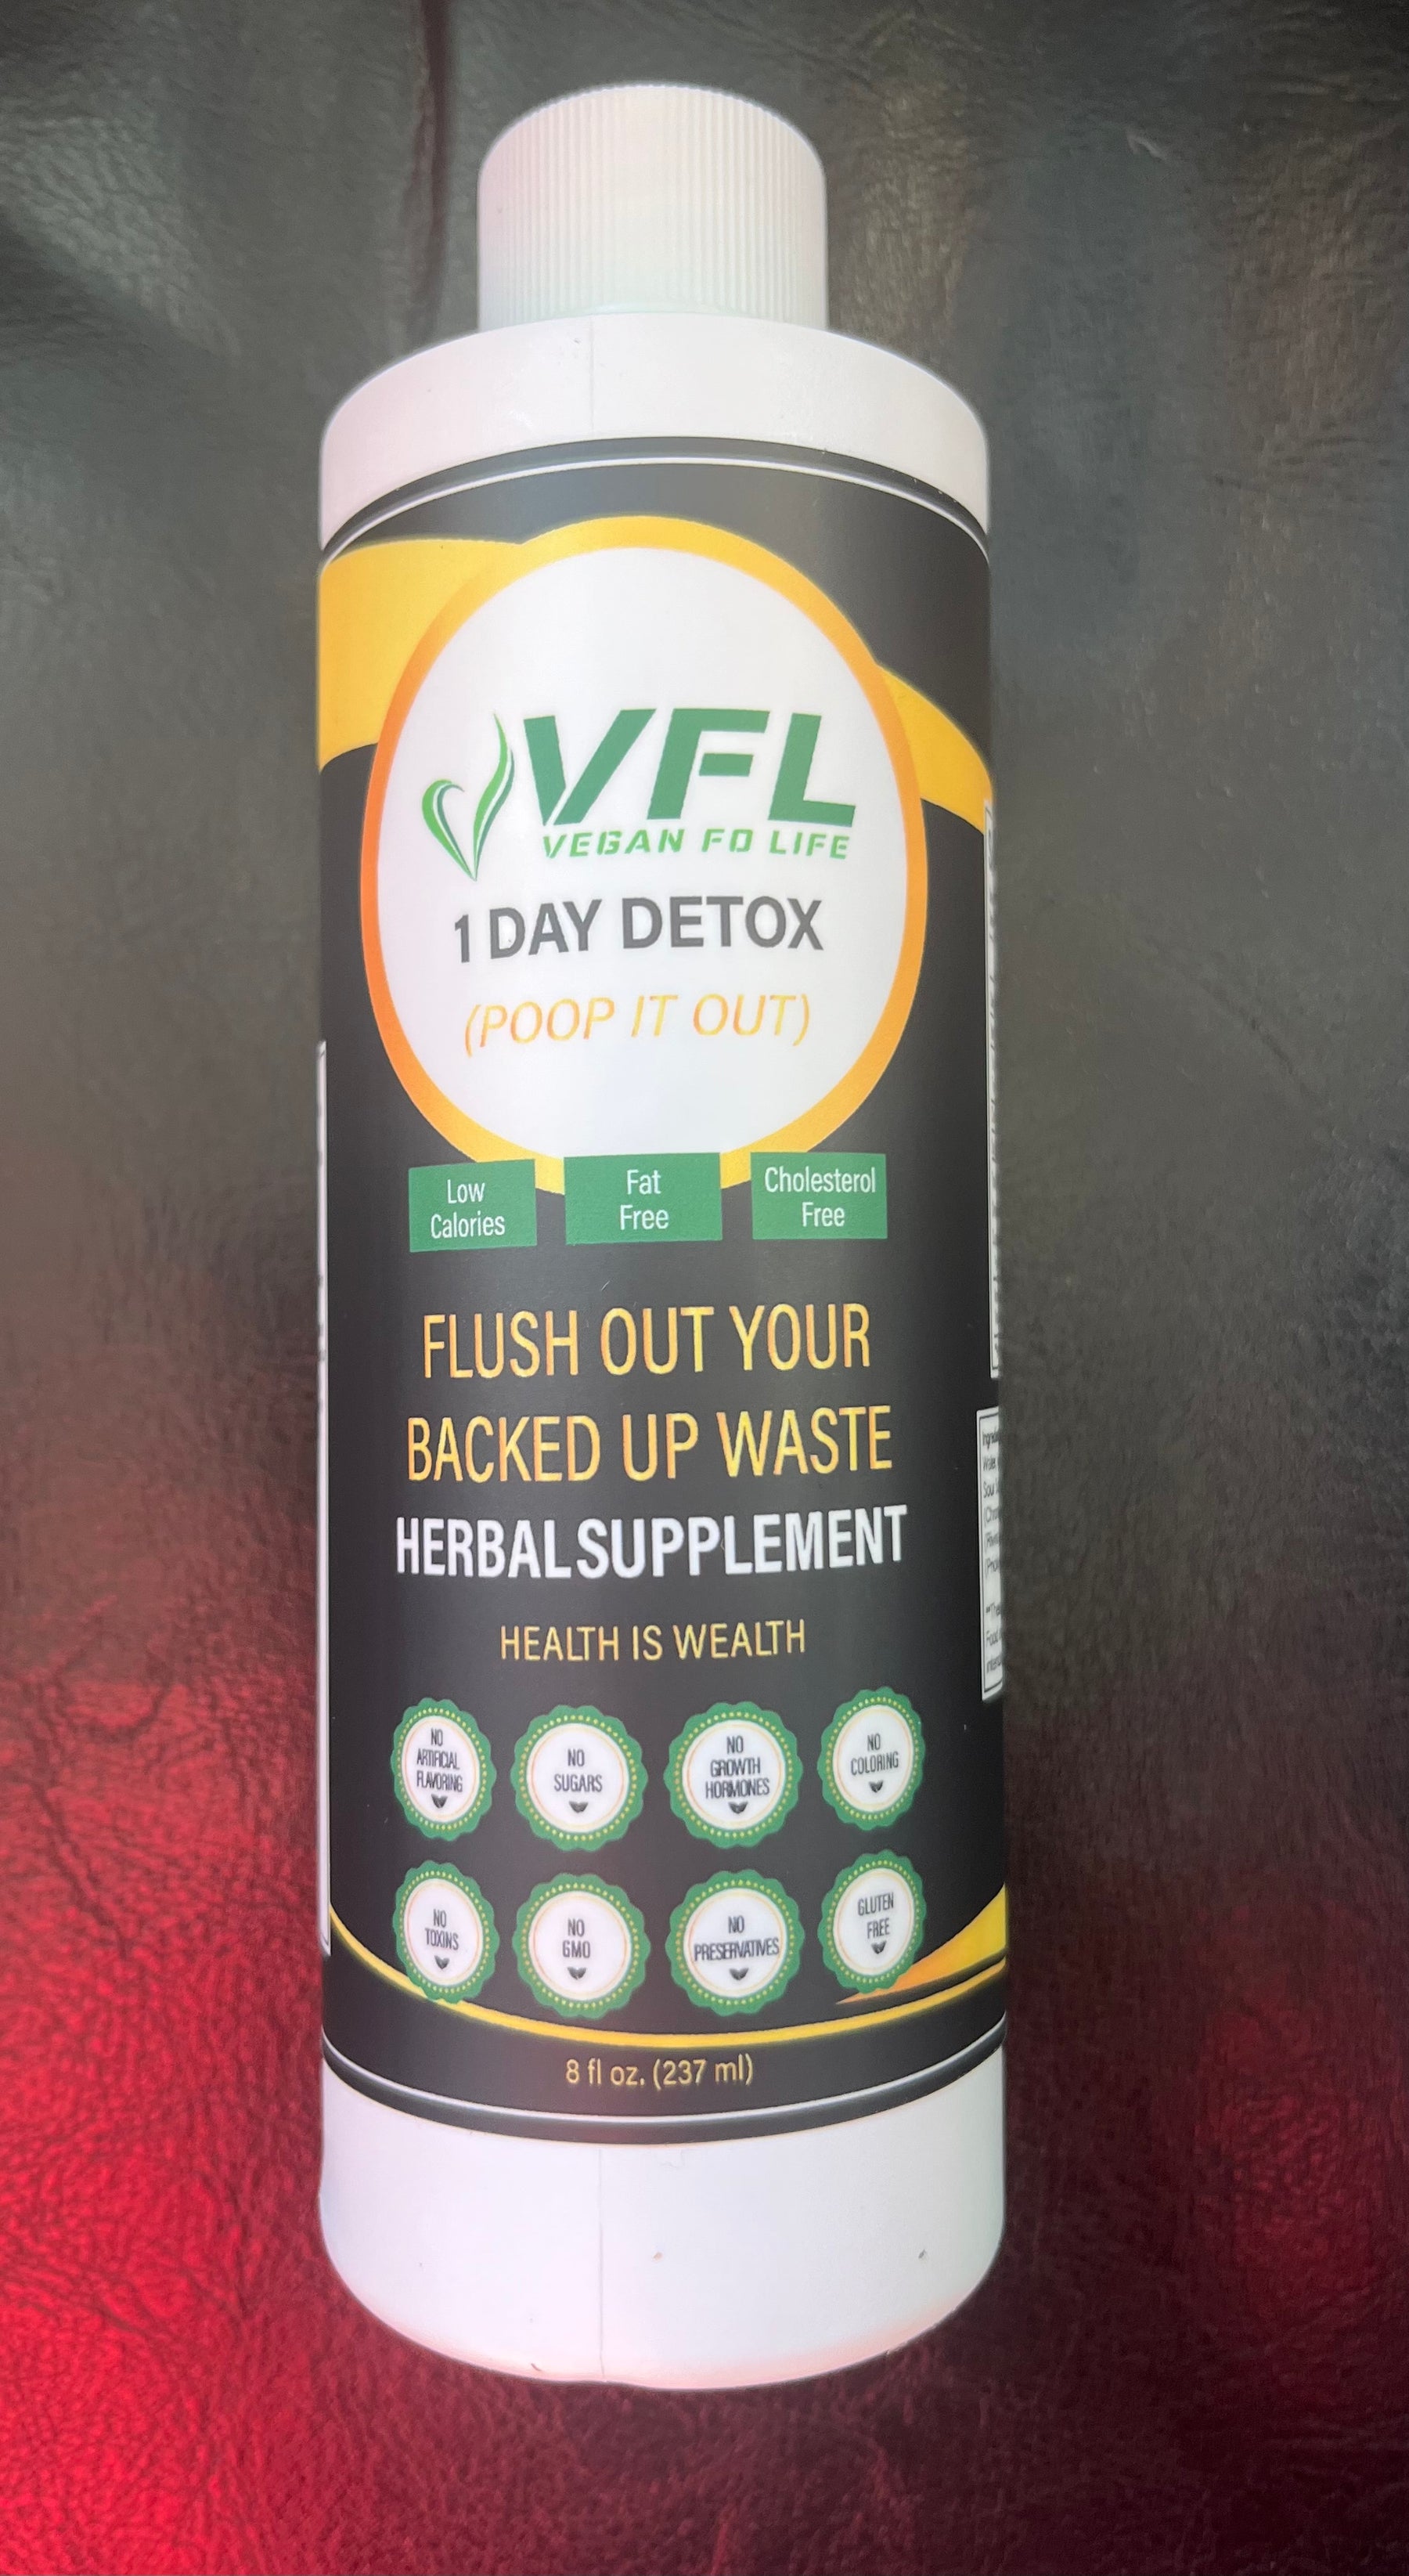 VFL
VEGAN FO LIFE
1 DAY DETOX
(POOP IT OUT)
Low
Calories
Fat
Free
Cholesterol
Free
FLUSH OUT YOUR
BACKED UP WASTE
HERBAL SUPPLEMENT
HEALTH IS WEALTH
NO
ARTIFICIAL
FLAVORING
NO
SUGARS
NO
GROWTH
HORMONES
NO
COLORING
NO
TOXINS
NO
GMO
NO
PRESERVATIVES
GLUTEN
FREE
8 fl oz. (237 ml)